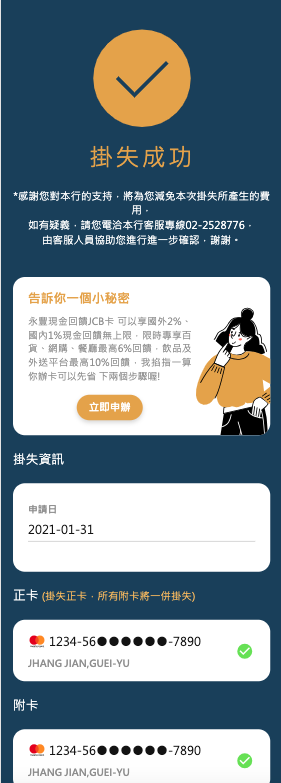 掛失成功
*感謝您對本行的支持，將為您減免本次掛失所產生的費
用，
如有疑義，請您電洽本行客服專線02-2528776，
由客服人員協助您進行進一步確認，謝謝。
告訴你一個小秘密
永豐現金回饋JCB卡 可以享國外2%、
國內1%現金回饋無上限，限時專享百
貨、網購、餐廳最高6%回饋，飲品及
外送平台最高10%回饋，我掐指一算
你辦卡可以先省 下兩個步驟喔!
立即申辦
掛失資訊
申請日
2021-01-31
正卡 (掛失正卡，所有附卡將一併掛失)
1234-56●●●●●●-7890
JHANG JIAN,GUEI-YU
附卡
1234-56●●●●●●-7890
JHANG JIAN,GUEI-YU